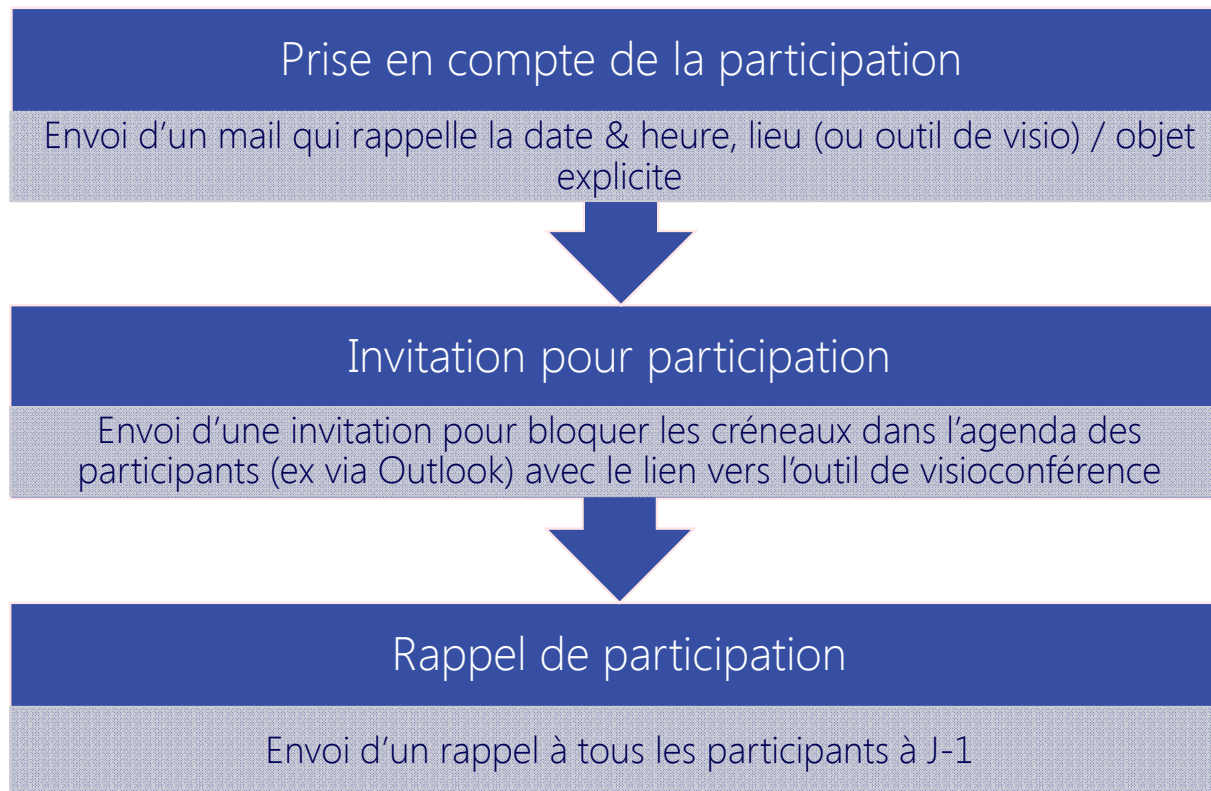 Prise en compte de la participation
Envoi d’un mail qui rappelle la date & heure, lieu (ou outil de visio) / objet
explicite
Invitation pour participation
Envoi d’une invitation pour bloquer les créneaux dans l’agenda des
participants (ex via Outlook) avec le lien vers l’outil de visioconférence
Rappel de participation
Envoi d’un rappel à tous les participants à J-1